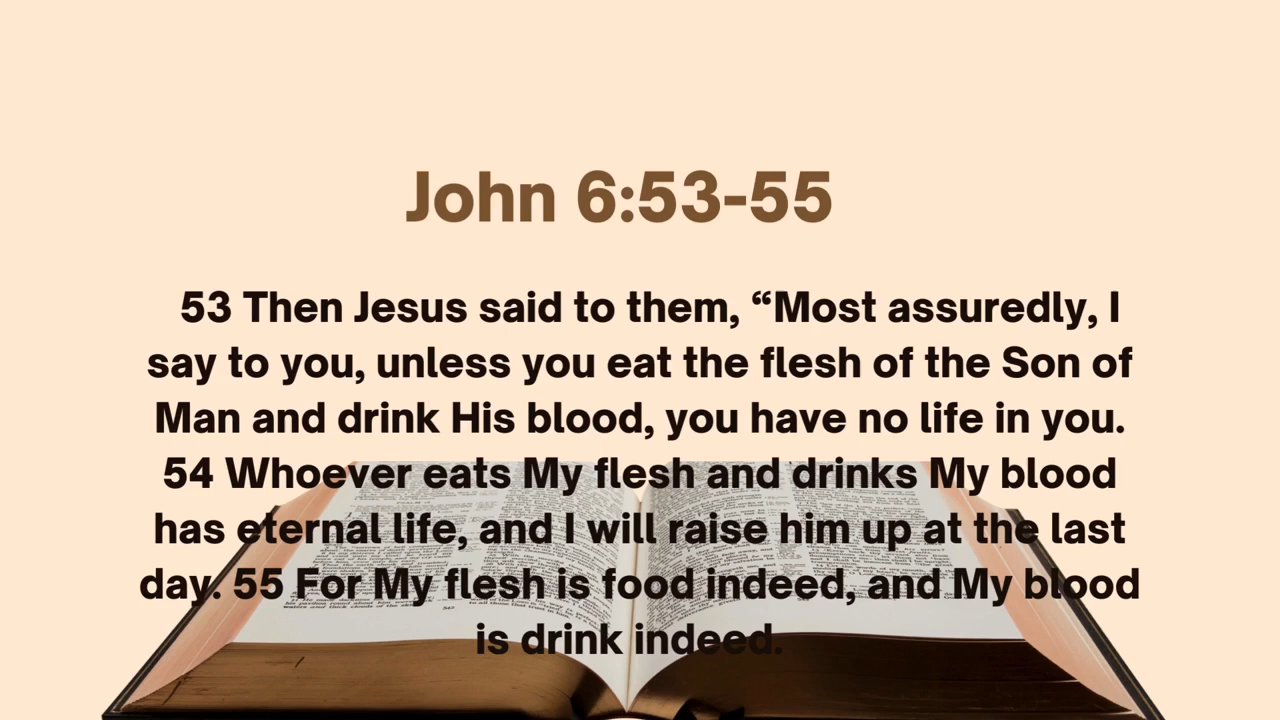 John 6:53-55
53 Then Jesus said to them, “Most assuredly, I
say to you, unless you eat the flesh of the Son of
Man and drink His blood, you have no life in you.
54 Whoever eats My flesh and drinks My blood
has eternal life, and I will raise him up at the last
day. 55 For My flesh is food indeed, and My blood
is drink indeed.